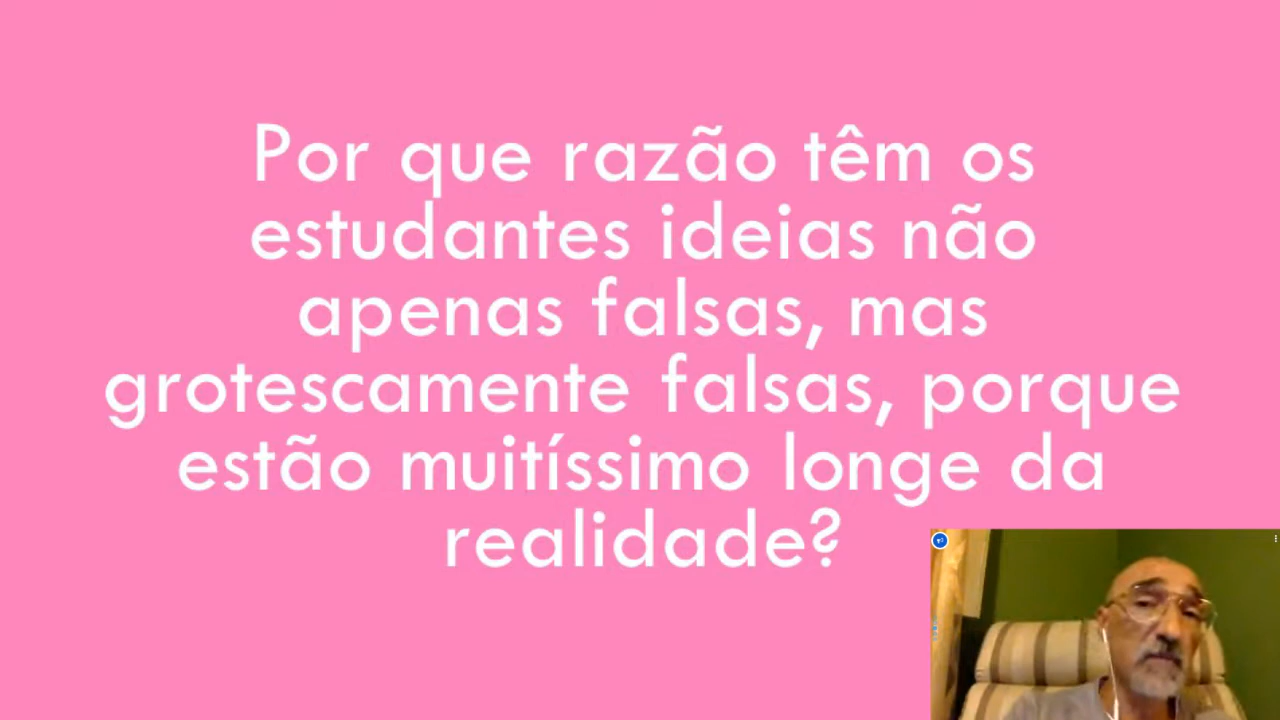 Por que razão têm os
estudantes ideias não
apenas falsas, mas
grotescamente falsas, porque
estão muitíssimo longe da
realidade?